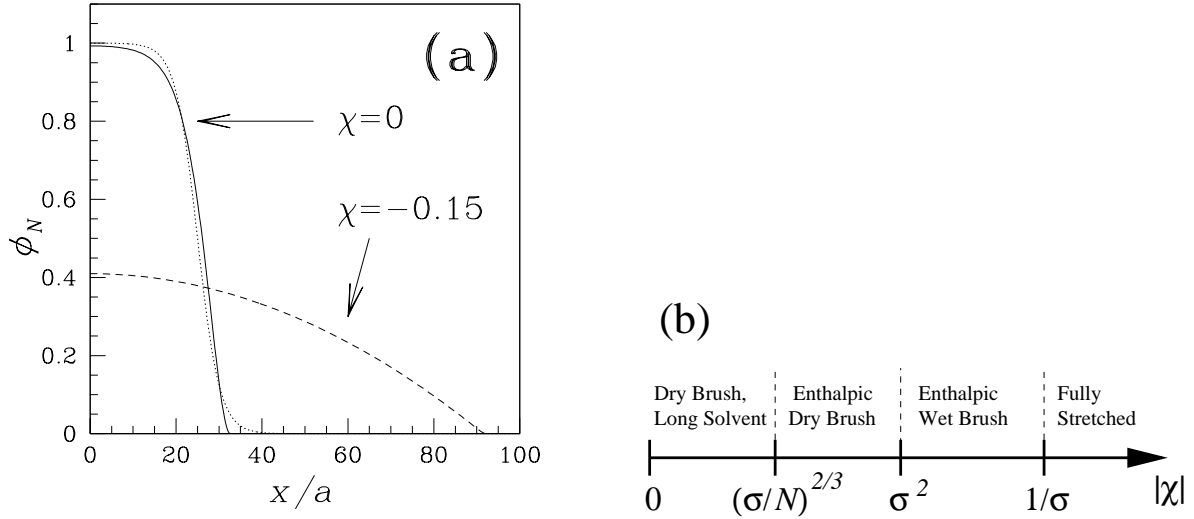 (a)
1
0.8
0.6
0.4
0.2
0
ϕ_N
χ=0
χ=−0.15
0 20 40 60 80 100
x/a
(b)
Dry Brush, Long Solvent
Enthalpic Dry Brush
Enthalpic Wet Brush
Fully Stretched
0 (σ/N)^{2/3} σ^2 1/σ |χ|